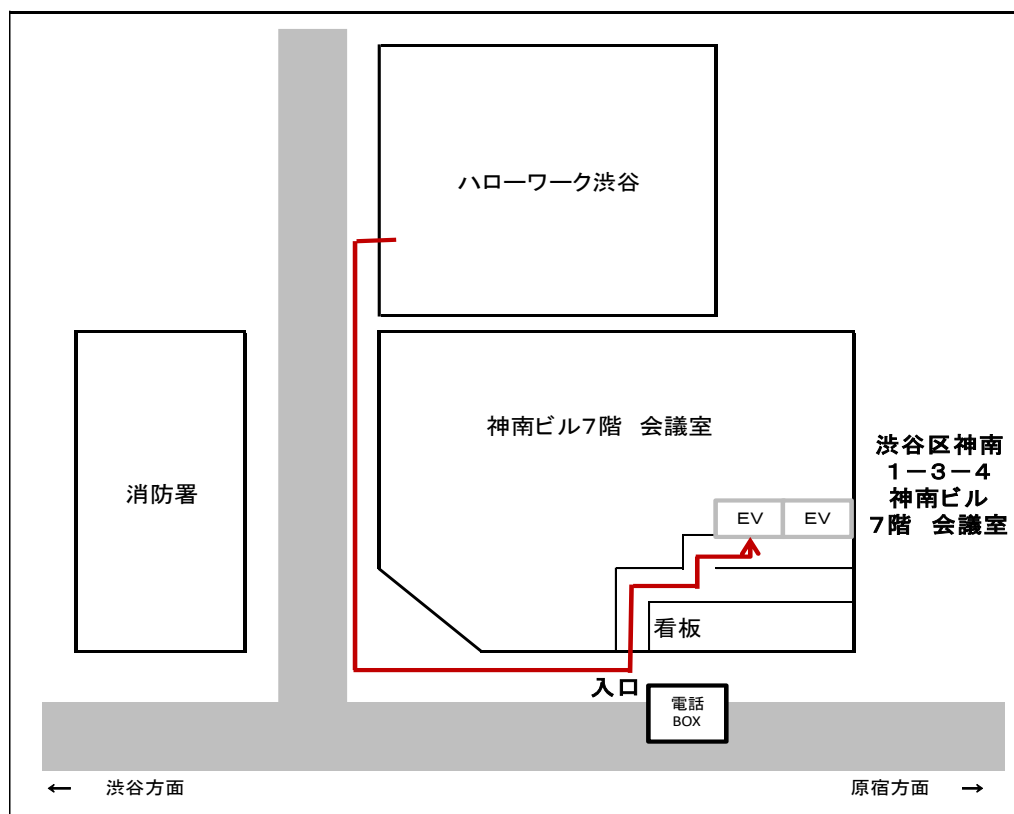 ハローワーク渋谷
神南ビル7階　会議室
渋谷区神南
１－３－４
神南ビル
７階　会議室
消防署
ＥＶ
ＥＶ
看板
入口
電話
BOX
←　渋谷方面
原宿方面　→